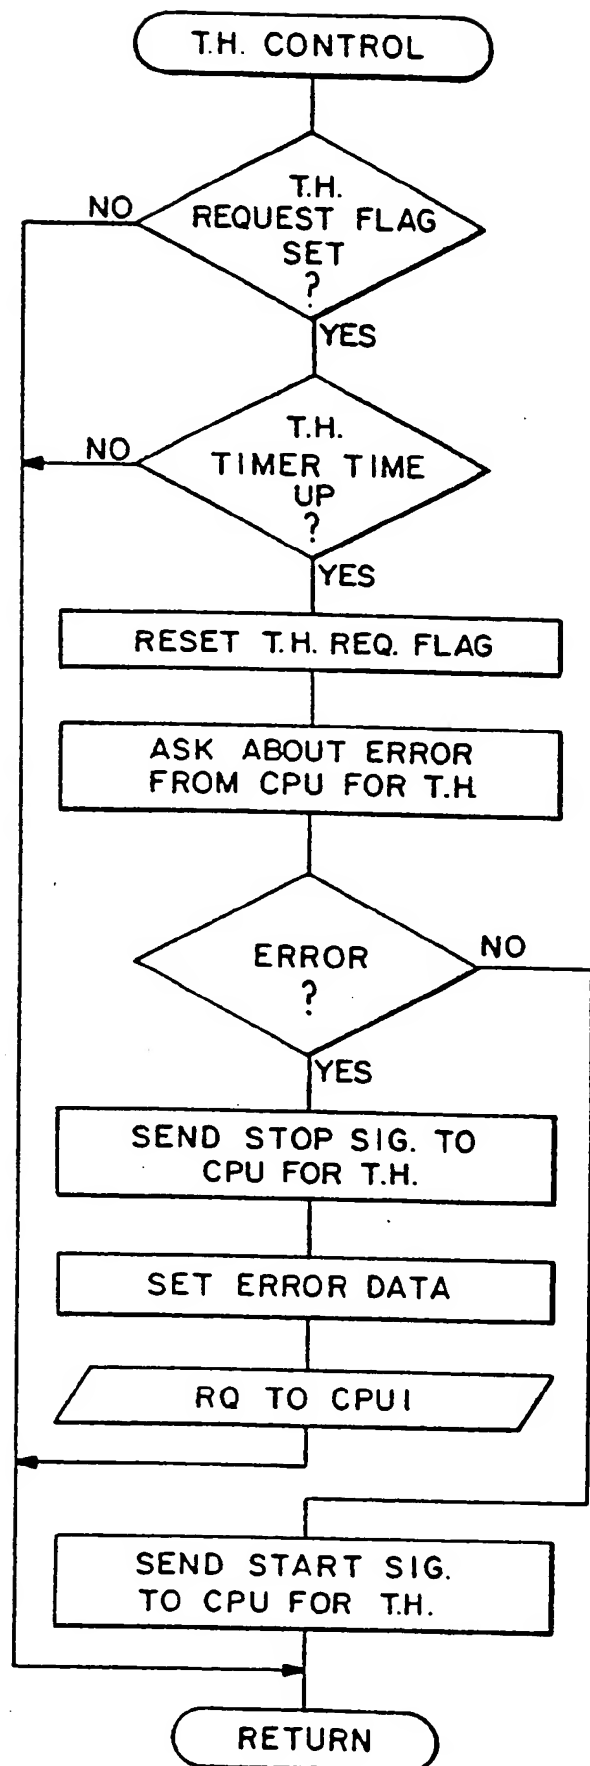 T.H. CONTROL
T.H.
REQUEST FLAG
SET
?
NO
YES
T.H.
TIMER TIME
UP
?
NO
YES
RESET T.H. REQ. FLAG
ASK ABOUT ERROR
FROM CPU FOR T.H.
ERROR
?
NO
YES
SEND STOP SIG. TO
CPU FOR T.H.
SET ERROR DATA
RQ TO CPU1
SEND START SIG.
TO CPU FOR T.H.
RETURN